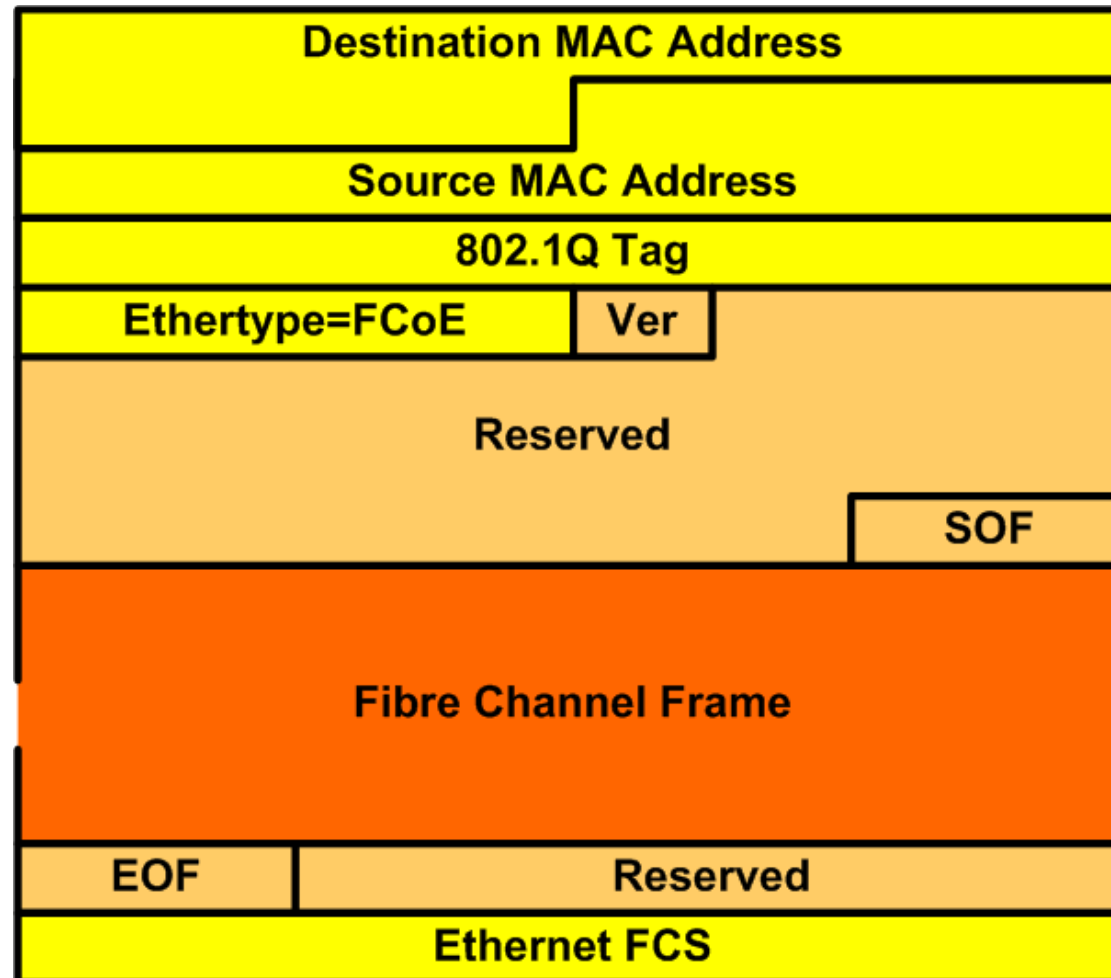 Destination MAC Address
Source MAC Address
802.1Q Tag
Ethertype=FCoE
Ver
Reserved
SOF
Fibre Channel Frame
EOF
Reserved
Ethernet FCS